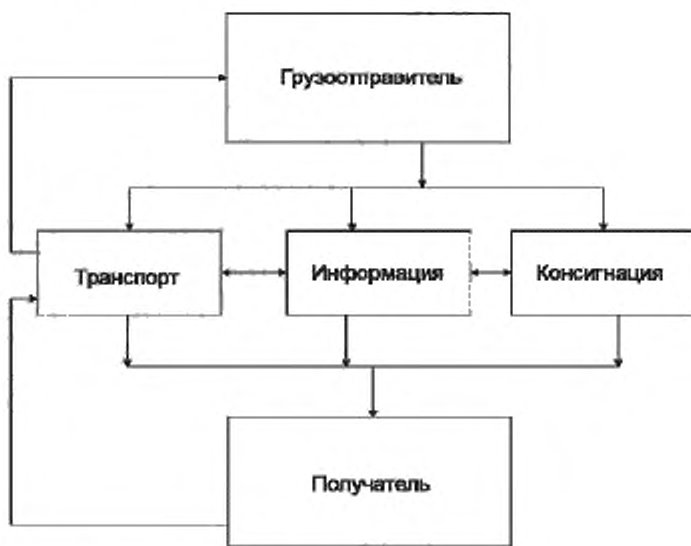 Грузоотправитель
Транспорт
Информация
Консигнация
Получатель